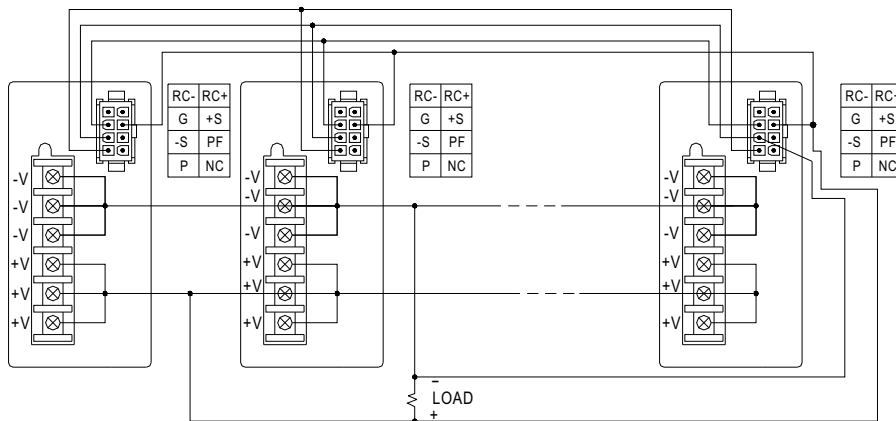 RC- RC+
G +S
-S PF
P NC
RC- RC+
G +S
-S PF
P NC
RC- RC+
G +S
-S PF
P NC
-V
-V
-V
+V
+V
+V
-V
-V
-V
+V
+V
+V
-V
-V
-V
+V
+V
+V
−
LOAD
+